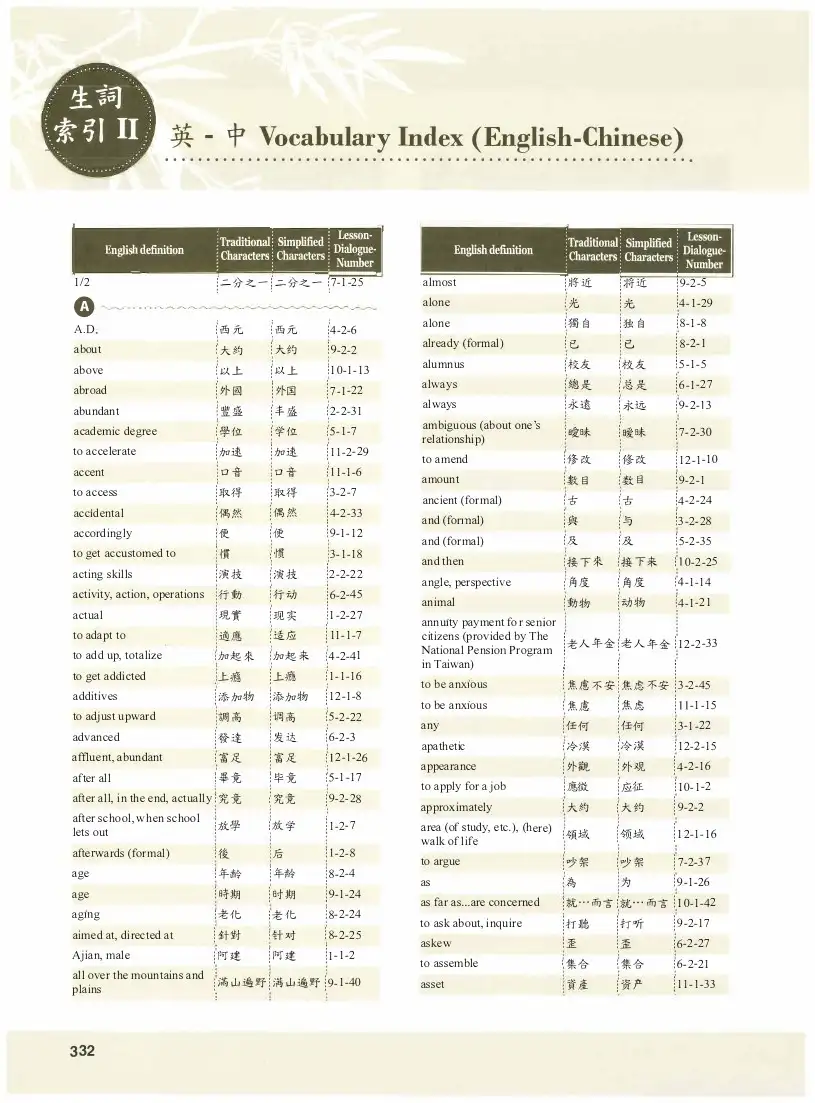 生詞
索引 II
英 - 中 Vocabulary Index (English-Chinese)
English definition Traditional Characters Simplified Characters Lesson-Dialogue-Number
1/2 二分之一 二分之一 7-1-25
A
A.D. 西元 西元 4-2-6
about 大約 大约 9-2-2
above 以上 以上 10-1-13
abroad 外國 外国 7-1-22
abundant 豐盛 丰盛 2-2-31
academic degree 學位 学位 5-1-7
to accelerate 加速 加速 11-2-29
accent 口音 口音 11-1-6
to access 取得 取得 3-2-7
accidental 偶然 偶然 4-2-33
accordingly 便 便 9-1-12
to get accustomed to 慣 惯 3-1-18
acting skills 演技 演技 2-2-22
activity, action, operations 行動 行动 6-2-45
actual 現實 现实 1-2-27
to adapt to 適應 适应 11-1-7
to add up, totalize 加起來 加起来 4-2-41
to get addicted 上癮 上瘾 1-1-16
additives 添加物 添加物 12-1-8
to adjust upward 調高 调高 5-2-22
advanced 發達 发达 6-2-3
affluent, abundant 富足 富足 12-1-26
after all 畢竟 毕竟 5-1-17
after all, in the end, actually 究竟 究竟 9-2-28
after school, when school
lets out 放學 放学 1-2-7
afterwards (formal) 後 后 1-2-8
age 年齡 年龄 8-2-4
age 時期 时期 9-1-24
aging 老化 老化 8-2-24
aimed at, directed at 針對 针对 8-2-25
Ajian, male 阿建 阿建 1-1-2
all over the mountains and
plains 滿山遍野 满山遍野 9-1-40
English definition Traditional Characters Simplified Characters Lesson-Dialogue-Number
almost 將近 将近 9-2-5
alone 光 光 4-1-29
alone 獨自 独自 8-1-8
already (formal) 已 已 8-2-1
alumnus 校友 校友 5-1-5
always 總是 总是 6-1-27
always 永遠 永远 9-2-13
ambiguous (about one's
relationship) 曖昧 暧昧 7-2-30
to amend 修改 修改 12-1-10
amount 數目 数目 9-2-1
ancient (formal) 古 古 4-2-24
and (formal) 與 与 3-2-28
and (formal) 及 及 5-2-35
and then 接下來 接下来 10-2-25
angle, perspective 角度 角度 4-1-14
animal 動物 动物 4-1-21
annuity payment for senior
citizens (provided by The
National Pension Program
in Taiwan) 老人年金 老人年金 12-2-33
to be anxious 焦慮不安 焦虑不安 3-2-45
to be anxious 焦慮 焦虑 11-1-15
any 任何 任何 3-1-22
apathetic 冷漠 冷漠 12-2-15
appearance 外觀 外观 4-2-16
to apply for a job 應徵 应征 10-1-2
approximately 大約 大约 9-2-2
area (of study, etc.), (here)
walk of life 領域 领域 12-1-16
to argue 吵架 吵架 7-2-37
as 為 为 9-1-26
as far as...are concerned 就…而言 就…而言 10-1-42
to ask about, inquire 打聽 打听 9-2-17
askew 歪 歪 6-2-27
to assemble 集合 集合 6-2-21
asset 資產 资产 11-1-33
332